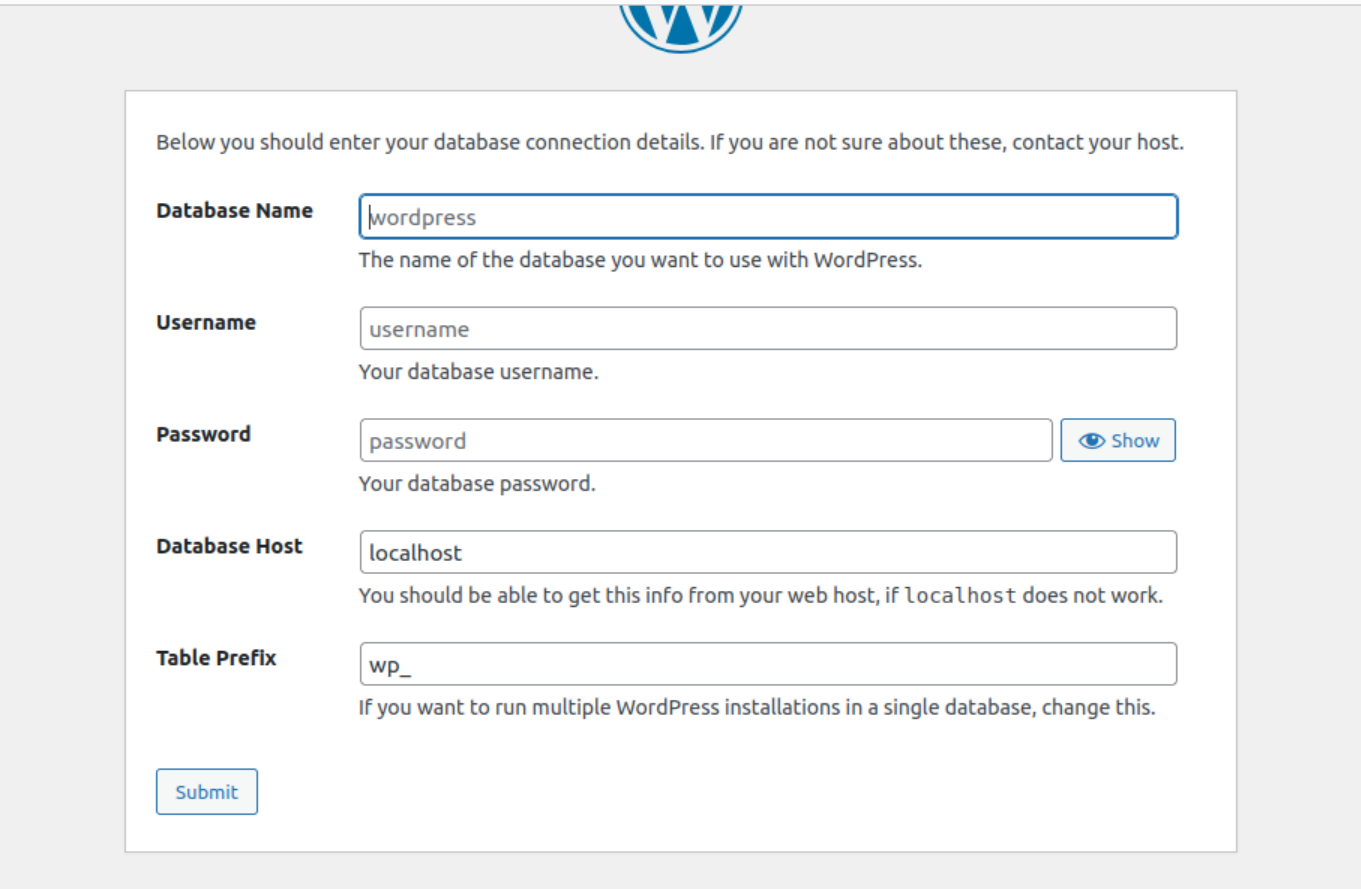 Below you should enter your database connection details. If you are not sure about these, contact your host.
Database Name
wordpress
The name of the database you want to use with WordPress.
Username
username
Your database username.
Password
password
Show
Your database password.
Database Host
localhost
You should be able to get this info from your web host, if localhost does not work.
Table Prefix
wp_
If you want to run multiple WordPress installations in a single database, change this.
Submit